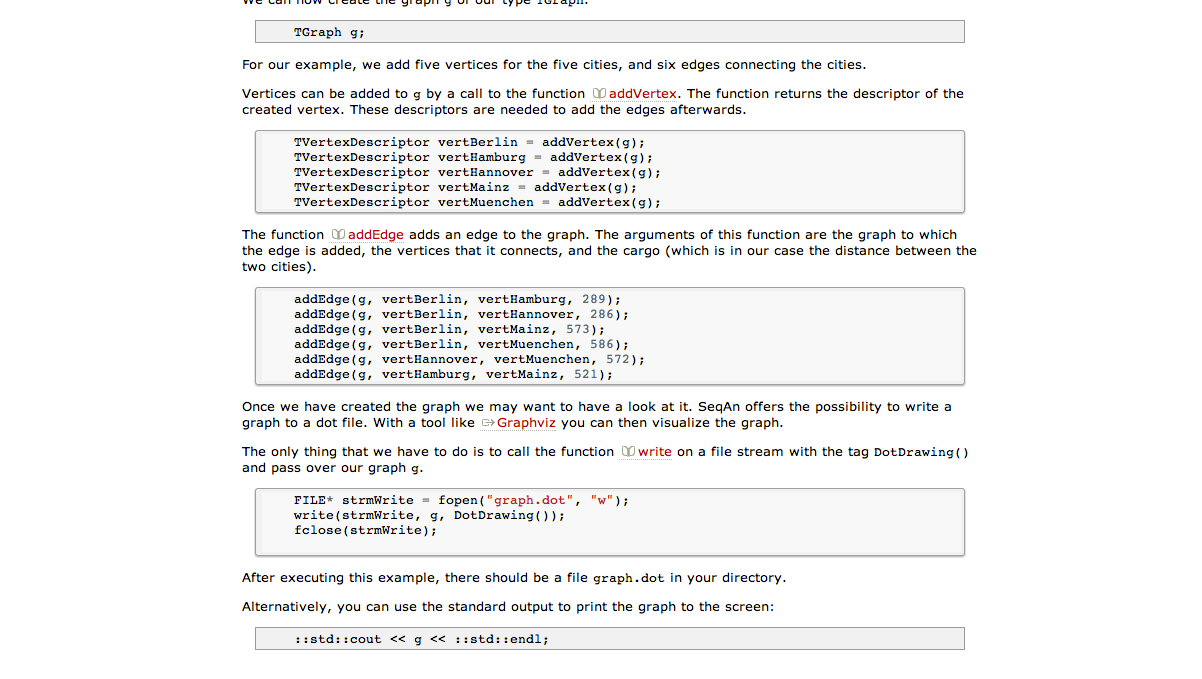 We can now create the graph g of our type TGraph.
TGraph g;
For our example, we add five vertices for the five cities, and six edges connecting the cities.
Vertices can be added to g by a call to the function addVertex. The function returns the descriptor of the
created vertex. These descriptors are needed to add the edges afterwards.
TVertexDescriptor vertBerlin = addVertex(g);
TVertexDescriptor vertHamburg = addVertex(g);
TVertexDescriptor vertHannover = addVertex(g);
TVertexDescriptor vertMainz = addVertex(g);
TVertexDescriptor vertMuenchen = addVertex(g);
The function addEdge adds an edge to the graph. The arguments of this function are the graph to which
the edge is added, the vertices that it connects, and the cargo (which is in our case the distance between the
two cities).
addEdge(g, vertBerlin, vertHamburg, 289);
addEdge(g, vertBerlin, vertHannover, 286);
addEdge(g, vertBerlin, vertMainz, 573);
addEdge(g, vertBerlin, vertMuenchen, 586);
addEdge(g, vertHannover, vertMuenchen, 572);
addEdge(g, vertHamburg, vertMainz, 521);
Once we have created the graph we may want to have a look at it. SeqAn offers the possibility to write a
graph to a dot file. With a tool like Graphviz you can then visualize the graph.
The only thing that we have to do is to call the function write on a file stream with the tag DotDrawing()
and pass over our graph g.
FILE* strmWrite = fopen("graph.dot", "w");
write(strmWrite, g, DotDrawing());
fclose(strmWrite);
After executing this example, there should be a file graph.dot in your directory.
Alternatively, you can use the standard output to print the graph to the screen:
::std::cout << g << ::std::endl;